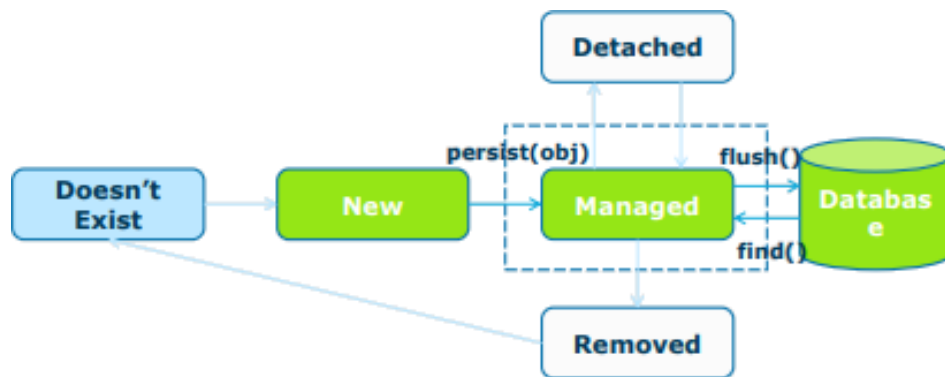 Detached
persist(obj)
flush()
Doesn't
Exist
New
Managed
Databas
e
find()
Removed